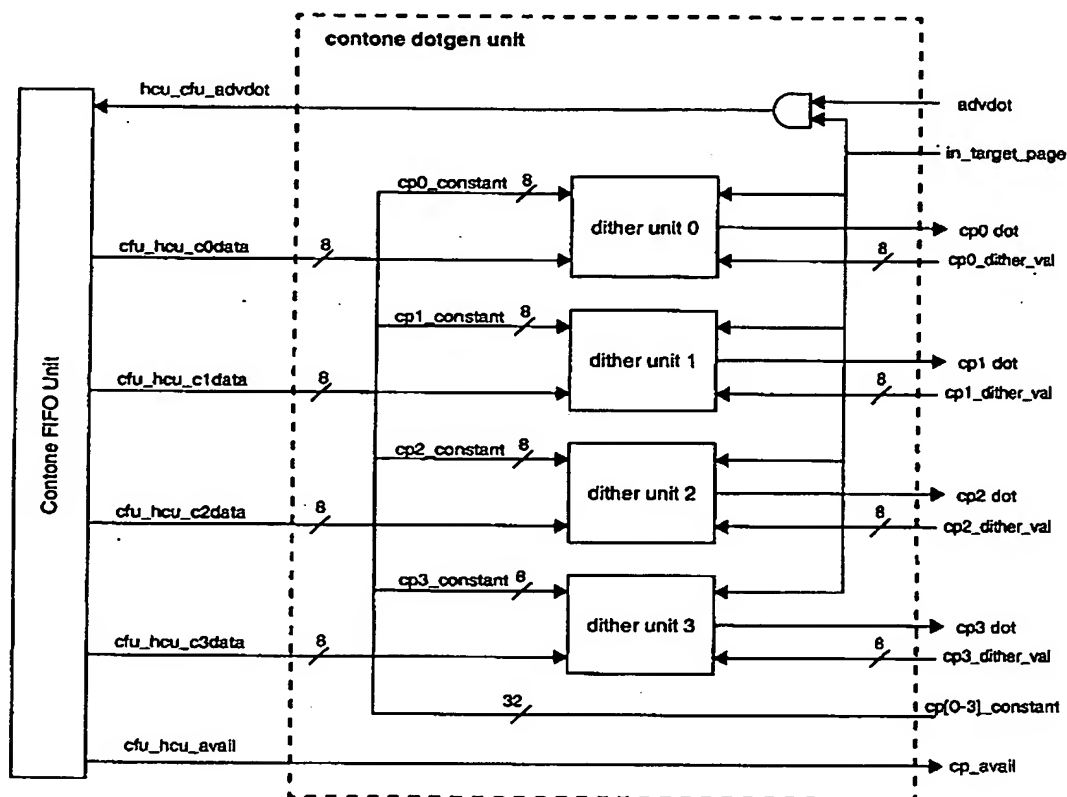 contone dotgen unit
hcu_cfu_advdot
advdot
in_target_page
cp0_constant 8
dither unit 0
cp0 dot
cfu_hcu_c0data 8
8 cp0_dither_val
cp1_constant 8
dither unit 1
cp1 dot
cfu_hcu_c1data 8
8 cp1_dither_val
Contone FIFO Unit
cp2_constant 8
dither unit 2
cp2 dot
cfu_hcu_c2data 8
8 cp2_dither_val
cp3_constant 8
dither unit 3
cp3 dot
cfu_hcu_c3data 8
8 cp3_dither_val
32 cp[0-3]_constant
cfu_hcu_avail
cp_avail